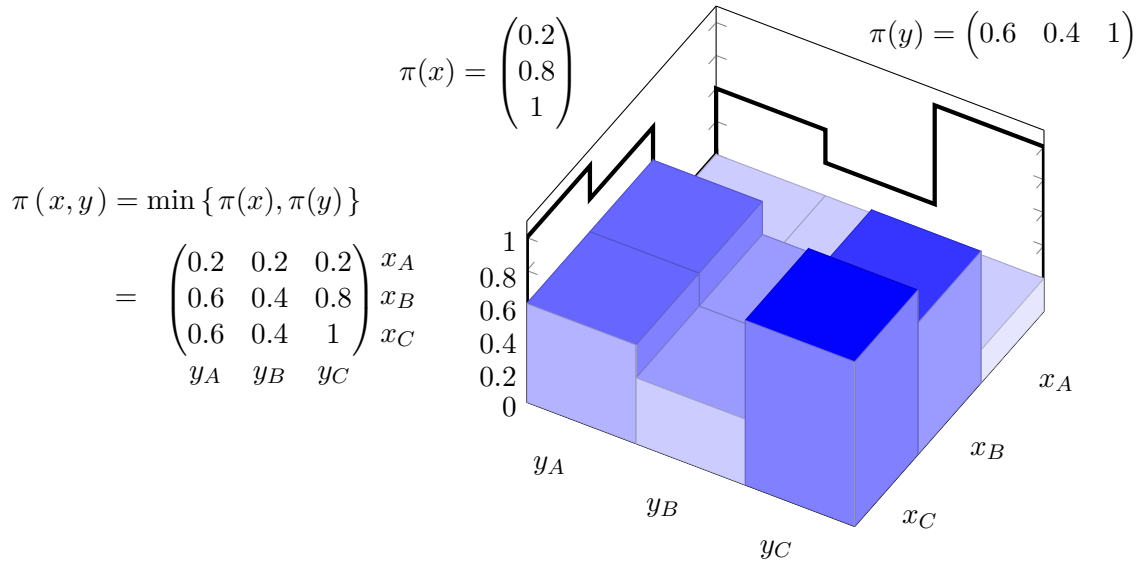 π(x) = (0.2
0.8
1)
π(y) = (0.6 0.4 1)
π(x, y) = min{π(x), π(y)}
= (0.2 0.2 0.2) x_A
(0.6 0.4 0.8) x_B
(0.6 0.4 1) x_C
y_A y_B y_C
1
0.8
0.6
0.4
0.2
0
y_A
y_B
y_C
x_A
x_B
x_C